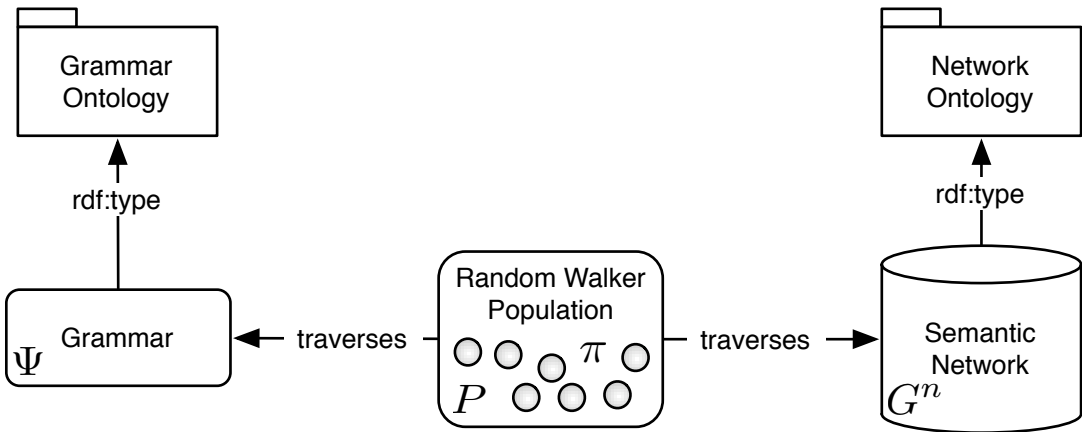 Grammar
Ontology
Network
Ontology
rdf:type
rdf:type
Random Walker
Population
Grammar
Ψ
traverses
traverses
π
P
Semantic
Network
G^n